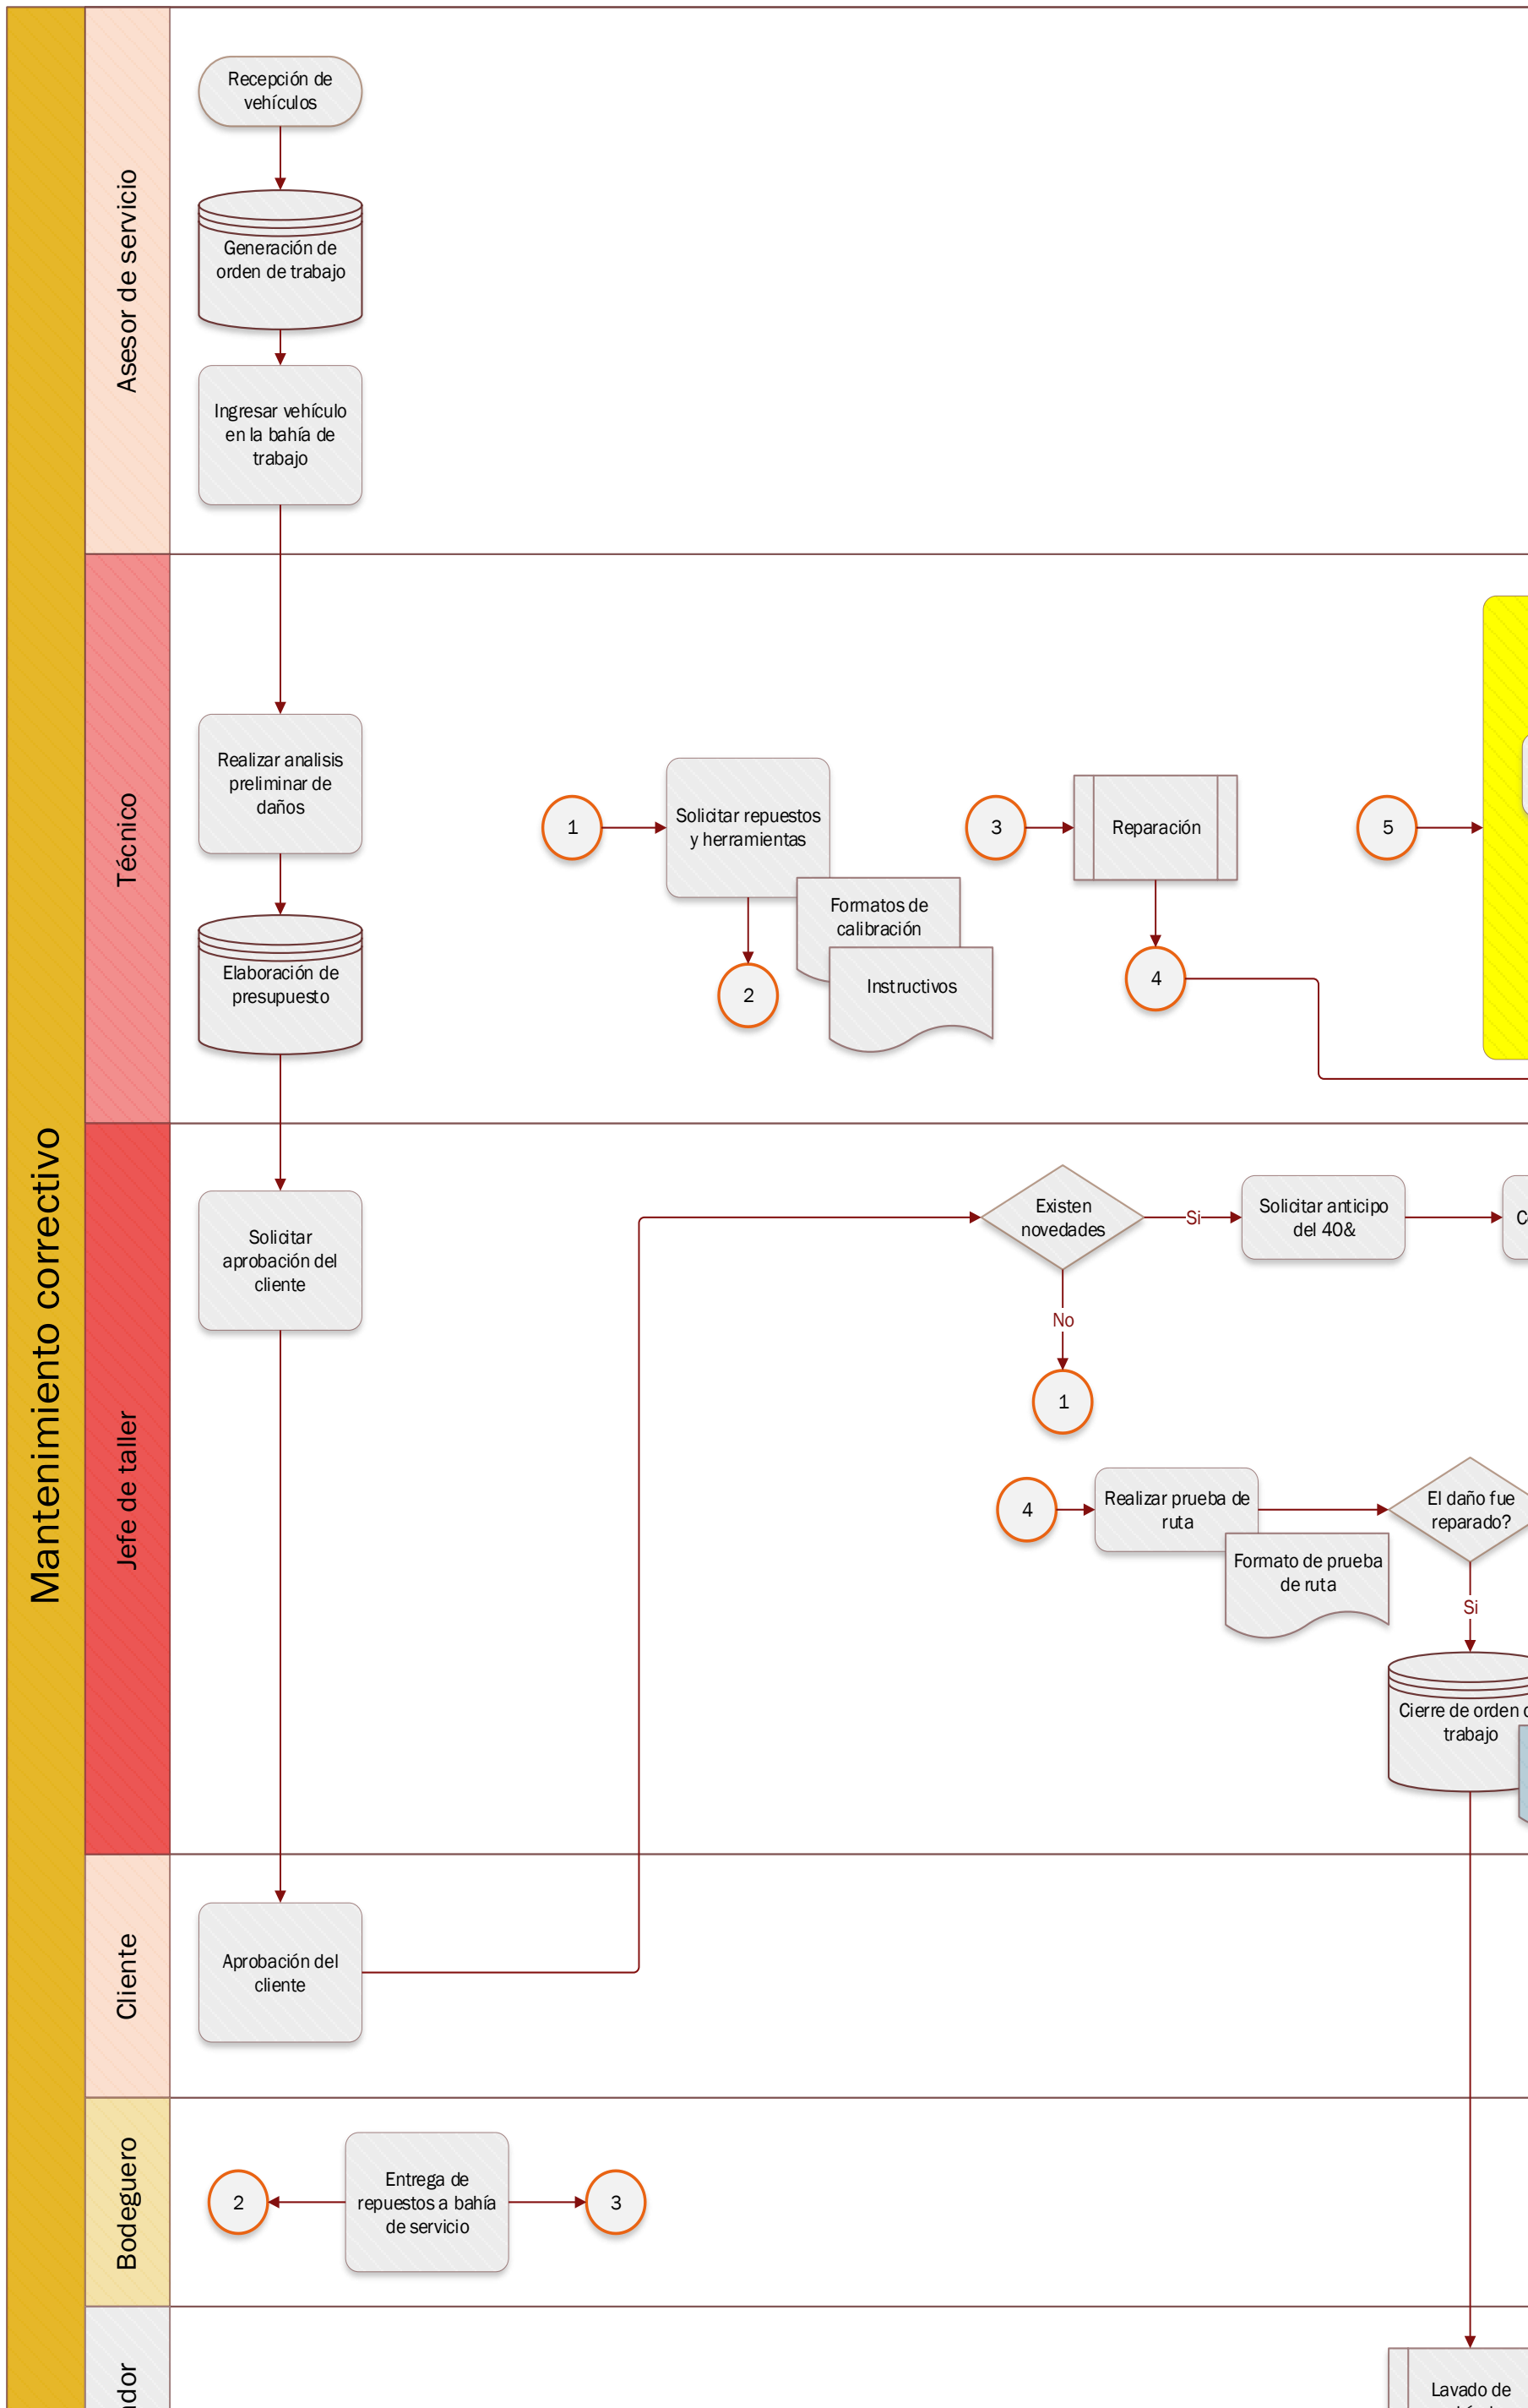 Mantenimiento correctivo
Asesor de servicio
Recepción de
vehículos
Generación de
orden de trabajo
Ingresar vehículo
en la bahía de
trabajo
Técnico
Realizar analisis
preliminar de
daños
Elaboración de
presupuesto
1
Solicitar repuestos
y herramientas
Formatos de
calibración
Instructivos
2
3
Reparación
4
5
Jefe de taller
Solicitar
aprobación del
cliente
Existen
novedades
Si
Solicitar anticipo
del 40&
No
1
4
Realizar prueba de
ruta
Formato de prueba
de ruta
El daño fue
reparado?
Si
Cierre de orden
trabajo
Cliente
Aprobación del
cliente
Bodeguero
2
Entrega de
repuestos a bahía
de servicio
3
Lavado de